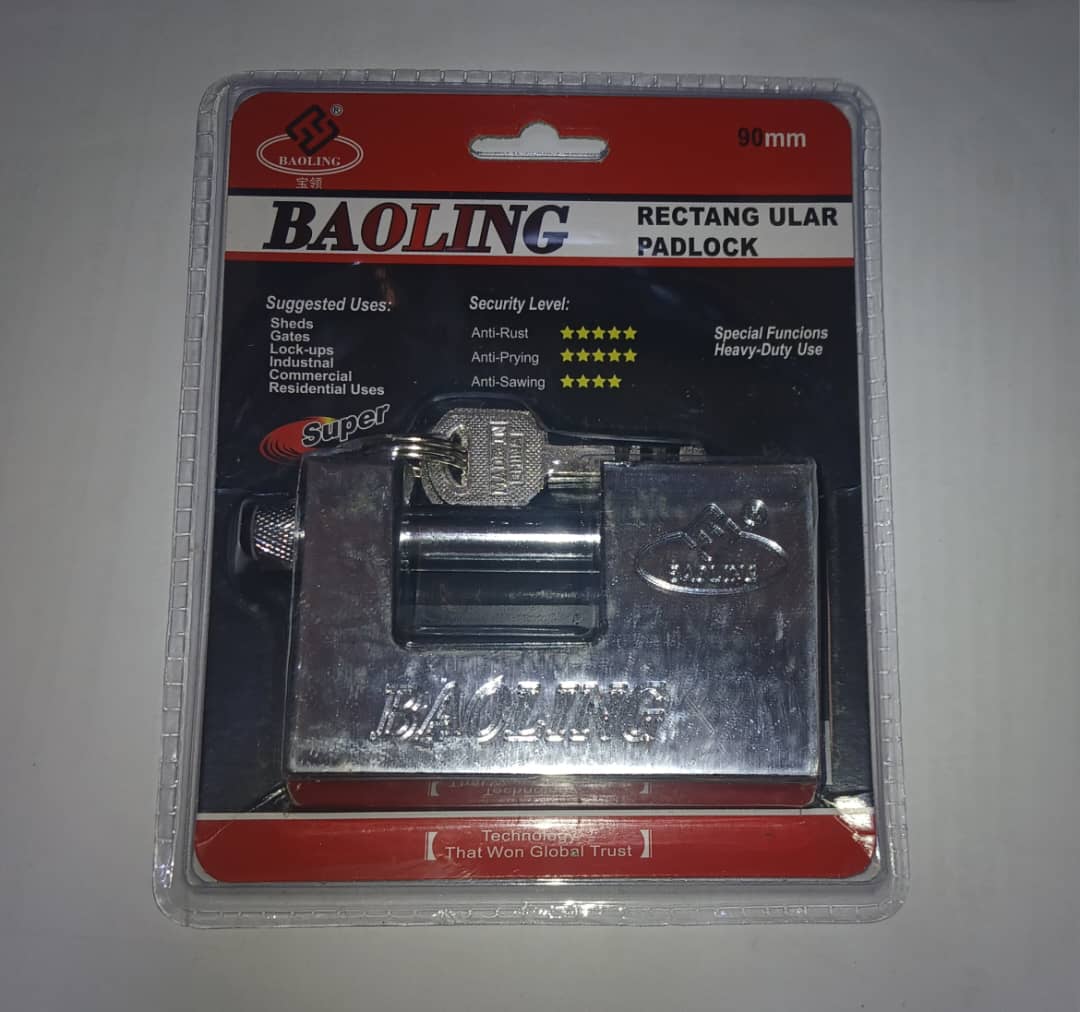 ®
BAOLING
宝领
90mm
BAOLING
RECTANG ULAR
PADLOCK
Suggested Uses:
Sheds
Gates
Lock-ups
Industnal
Commercial
Residential Uses
Super
Security Level:
Anti-Rust
Anti-Prying
Anti-Sawing
Special Funcions
Heavy-Duty Use
MADE IN
BAOLING
BAOLING
Technology
【 That Won Global Trust 】